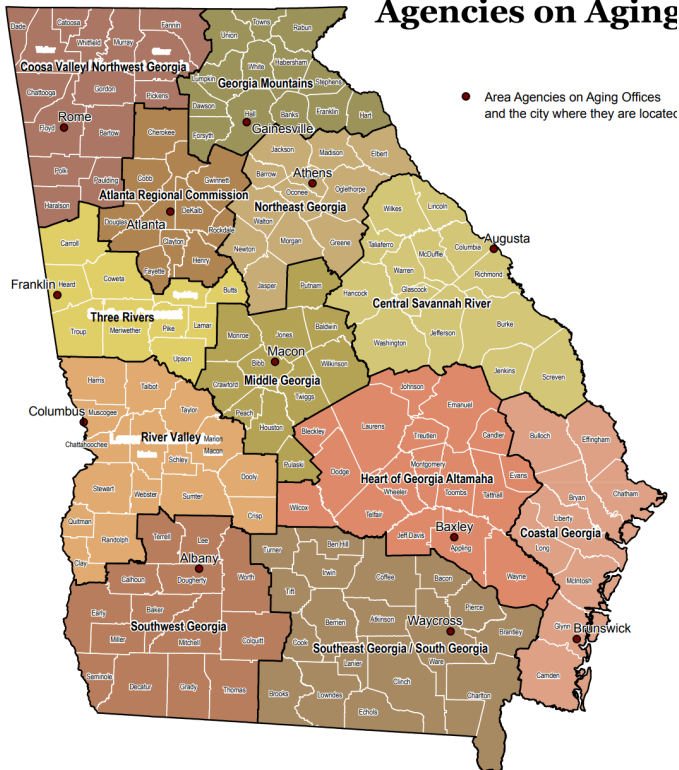 Agencies on Aging
Area Agencies on Aging Offices
and the city where they are located
Dade
Catoosa
Whitfield
Murray
Fannin
Coosa Valley/ Northwest Georgia
Chattooga
Gordon
Pickens
Rome
Floyd
Bartow
Polk
Paulding
Haralson
Union
Towns
Rabun
White
Habersham
Lumpkin
Georgia Mountains
Stephens
Dawson
Hall
Banks
Franklin
Hart
Forsyth
Gainesville
Cherokee
Cobb
Gwinnett
Atlanta Regional Commission
DeKalb
Douglas
Atlanta
Rockdale
Clayton
Fayette
Henry
Jackson
Madison
Elbert
Barrow
Athens
Oconee
Oglethorpe
Northeast Georgia
Walton
Newton
Morgan
Greene
Jasper
Wilkes
Lincoln
Taliaferro
McDuffie
Columbia
Augusta
Warren
Richmond
Hancock
Glascock
Central Savannah River
Washington
Jefferson
Burke
Jenkins
Screven
Carroll
Franklin
Heard
Coweta
Spalding
Butts
Three Rivers
Troup
Meriwether
Pike
Lamar
Upson
Putnam
Monroe
Jones
Baldwin
Macon
Bibb
Wilkinson
Crawford
Middle Georgia
Twiggs
Peach
Houston
Pulaski
Harris
Talbot
Columbus
Muscogee
Taylor
Chattahoochee
River Valley
Marion
Macon
Schley
Stewart
Webster
Sumter
Dooly
Quitman
Randolph
Crisp
Clay
Johnson
Emanuel
Bleckley
Laurens
Treutlen
Candler
Dodge
Montgomery
Heart of Georgia Altamaha
Evans
Wheeler
Toombs
Tattnall
Wilcox
Telfair
Jeff Davis
Baxley
Appling
Wayne
Bulloch
Effingham
Bryan
Chatham
Liberty
Coastal Georgia
Long
McIntosh
Glynn
Brunswick
Camden
Terrell
Lee
Albany
Calhoun
Dougherty
Worth
Early
Baker
Southwest Georgia
Miller
Mitchell
Colquitt
Seminole
Decatur
Grady
Thomas
Turner
Ben Hill
Irwin
Tift
Coffee
Bacon
Pierce
Berrien
Atkinson
Waycross
Brantley
Cook
Southeast Georgia / South Georgia
Lanier
Ware
Clinch
Brooks
Lowndes
Charlton
Echols